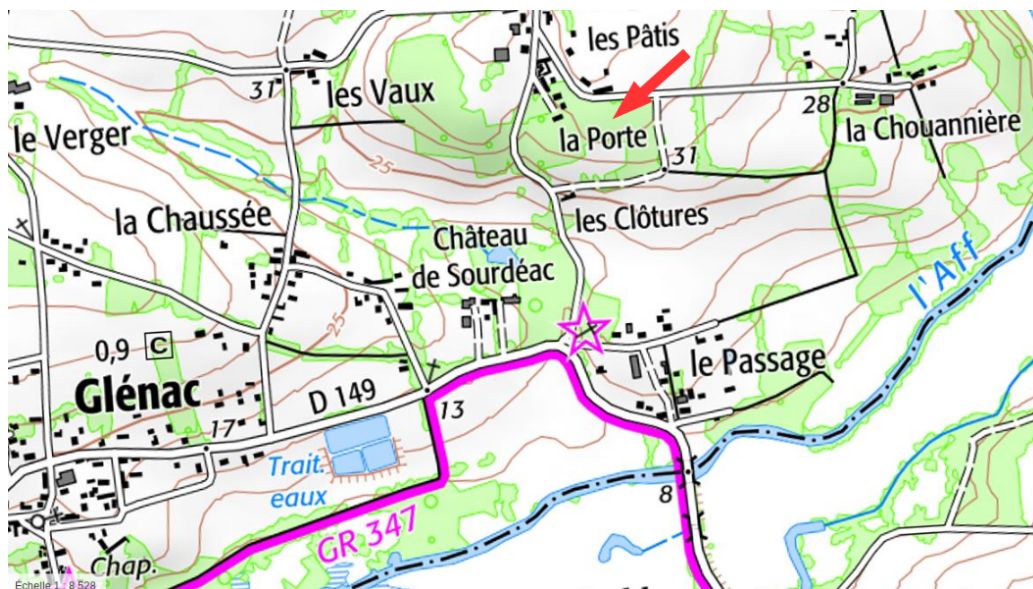 les Pâtis
31
les Vaux
28
le Verger
la Porte
la Chouannière
25
31
la Chaussée
les Clôtures
Château
de Sourdéac
l'Aff
25
0,9 C
le Passage
Glénac
D 149
13
17
Trait.
eaux
8
GR 347
Chap.
Échelle 1 : 8 528